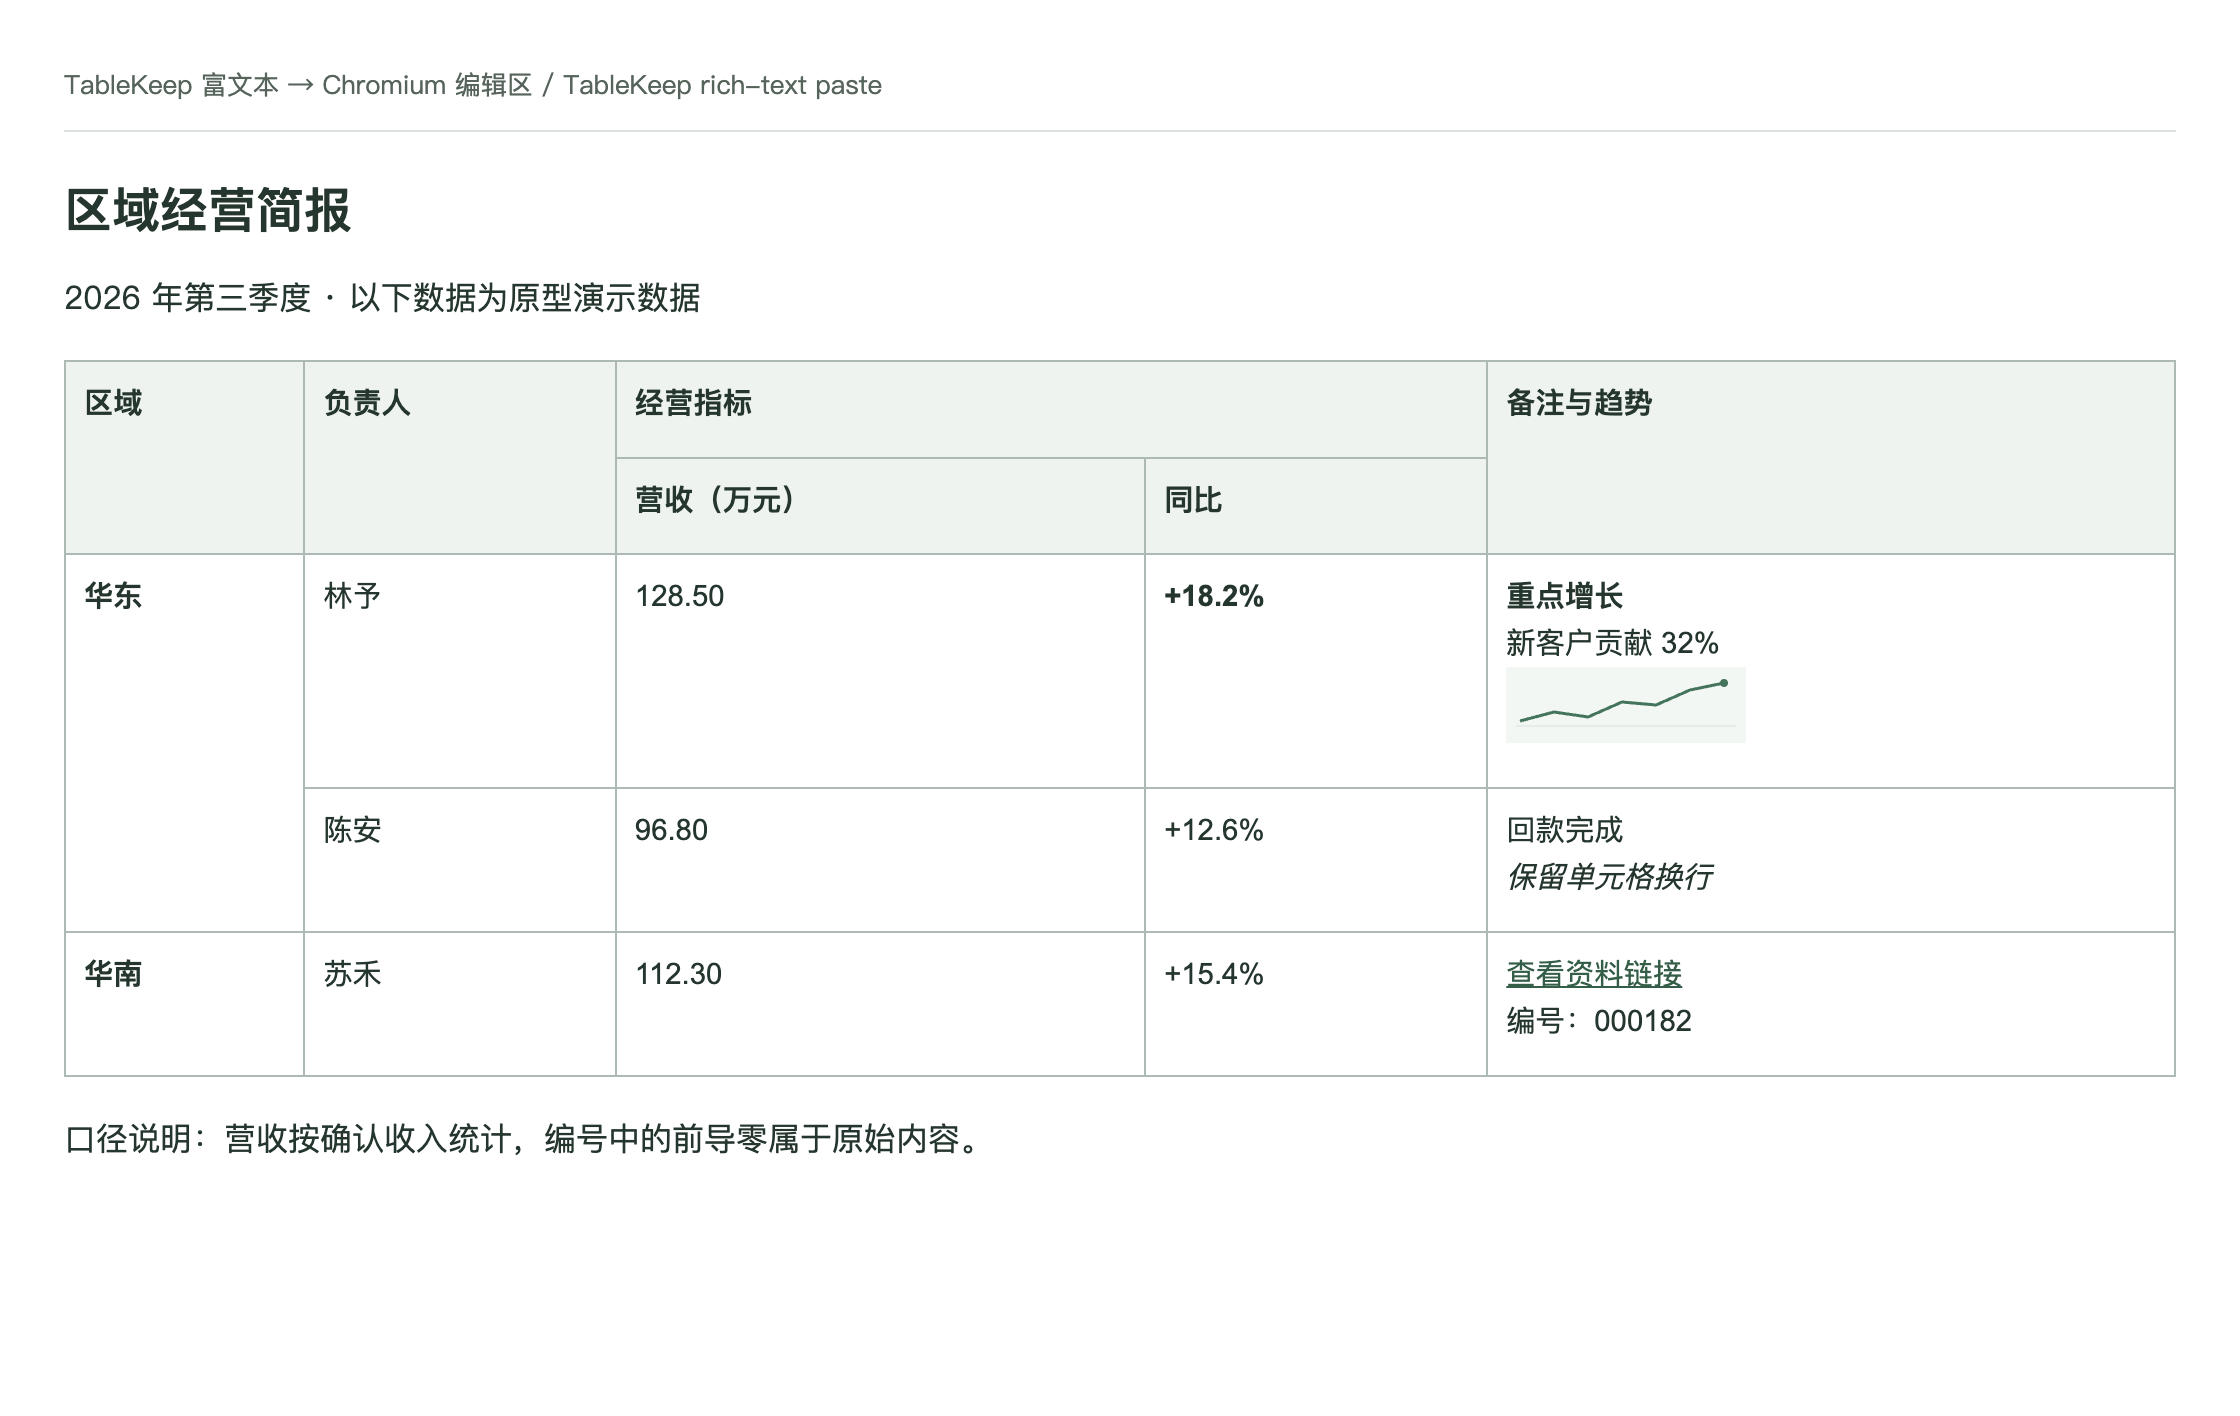 TableKeep 富文本 → Chromium 编辑区 / TableKeep rich-text paste
区域经营简报
2026 年第三季度 · 以下数据为原型演示数据
区域 负责人 经营指标 备注与趋势
营收（万元） 同比
华东 林予 128.50 +18.2% 重点增长
新客户贡献 32%
陈安 96.80 +12.6% 回款完成
保留单元格换行
华南 苏禾 112.30 +15.4% 查看资料链接
编号：000182
口径说明：营收按确认收入统计，编号中的前导零属于原始内容。